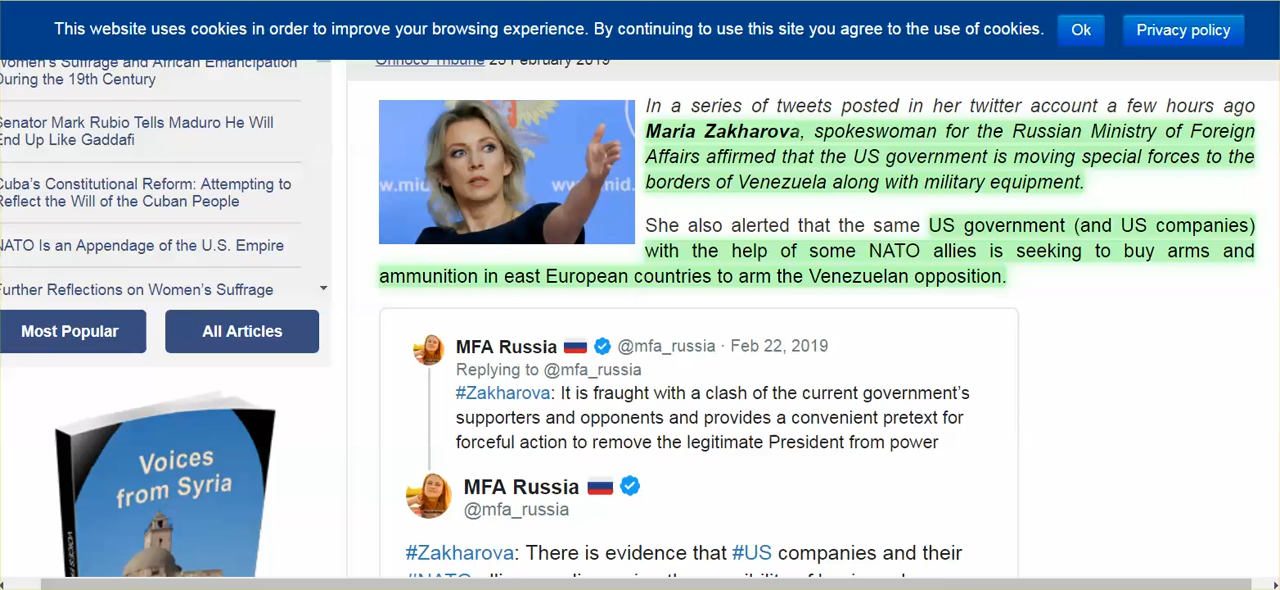 This website uses cookies in order to improve your browsing experience. By continuing to use this site you agree to the use of cookies.
Ok
Privacy policy
Women's Suffrage and African Emancipation
During the 19th Century
Senator Mark Rubio Tells Maduro He Will
End Up Like Gaddafi
Cuba's Constitutional Reform: Attempting to
Reflect the Will of the Cuban People
NATO Is an Appendage of the U.S. Empire
Further Reflections on Women's Suffrage
Most Popular
All Articles
Voices
from Syria
Orinoco Tribune 25 February 2019
In a series of tweets posted in her twitter account a few hours ago
Maria Zakharova, spokeswoman for the Russian Ministry of Foreign
Affairs affirmed that the US government is moving special forces to the
borders of Venezuela along with military equipment.
She also alerted that the same US government (and US companies)
with the help of some NATO allies is seeking to buy arms and
ammunition in east European countries to arm the Venezuelan opposition.
MFA Russia @mfa_russia · Feb 22, 2019
Replying to @mfa_russia
#Zakharova: It is fraught with a clash of the current government's
supporters and opponents and provides a convenient pretext for
forceful action to remove the legitimate President from power
MFA Russia
@mfa_russia
#Zakharova: There is evidence that #US companies and their